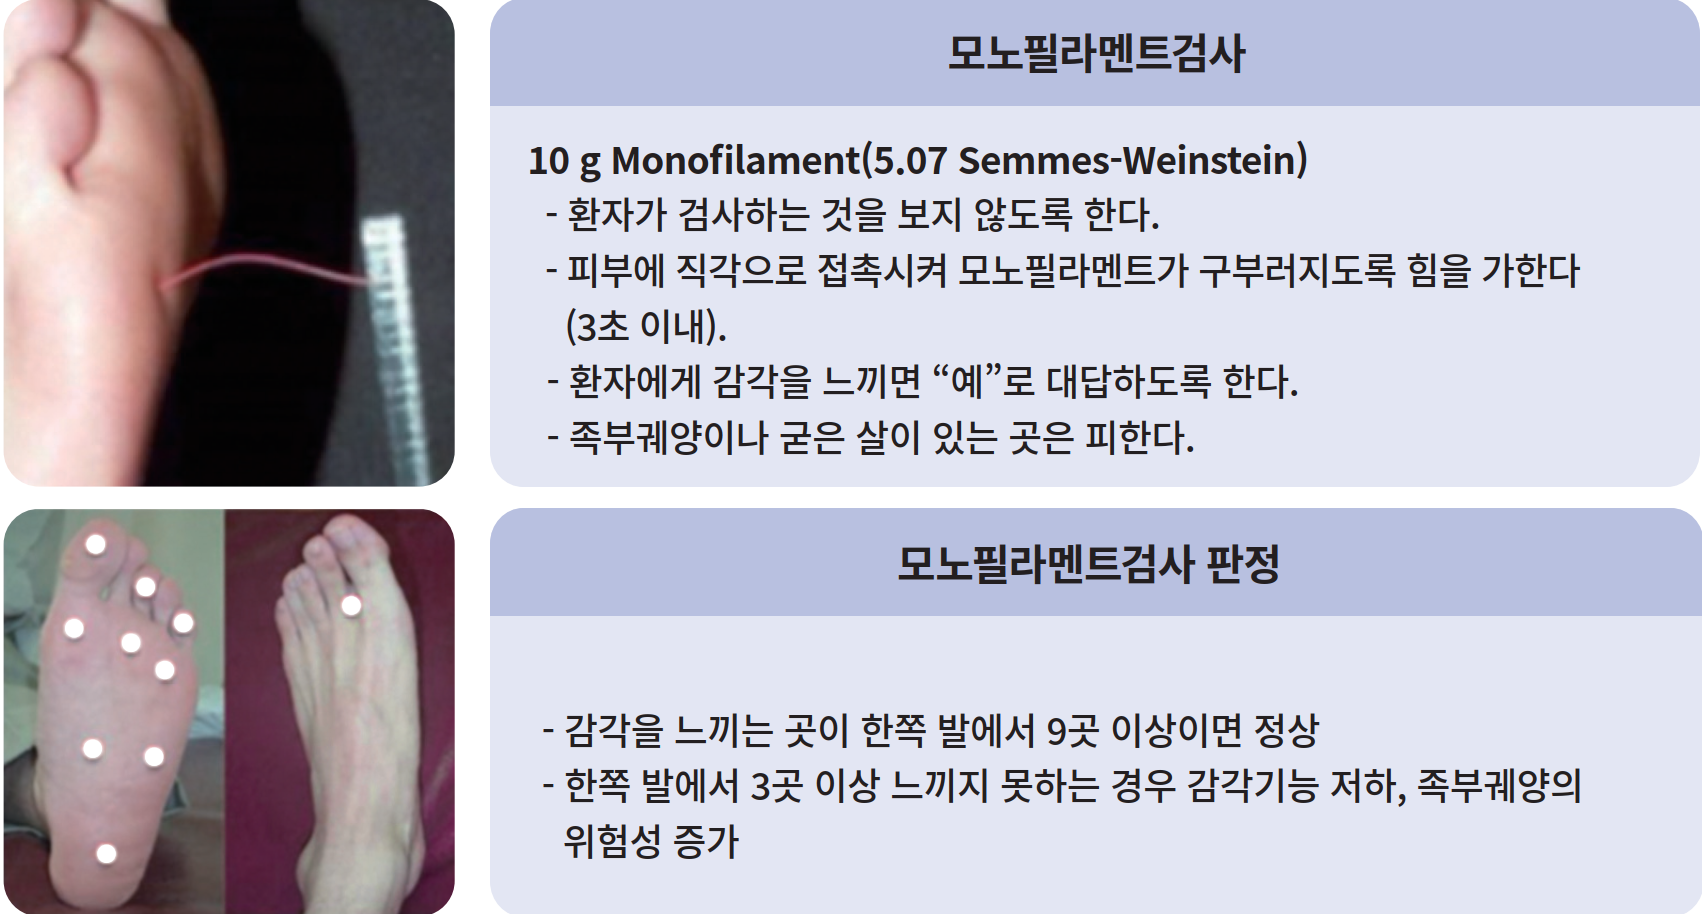 모노필라멘트검사
10 g Monofilament(5.07 Semmes-Weinstein)
- 환자가 검사하는 것을 보지 않도록 한다.
- 피부에 직각으로 접촉시켜 모노필라멘트가 구부러지도록 힘을 가한다
(3초 이내).
- 환자에게 감각을 느끼면 “예”로 대답하도록 한다.
- 족부궤양이나 굳은 살이 있는 곳은 피한다.
모노필라멘트검사 판정
- 감각을 느끼는 곳이 한쪽 발에서 9곳 이상이면 정상
- 한쪽 발에서 3곳 이상 느끼지 못하는 경우 감각기능 저하, 족부궤양의
위험성 증가